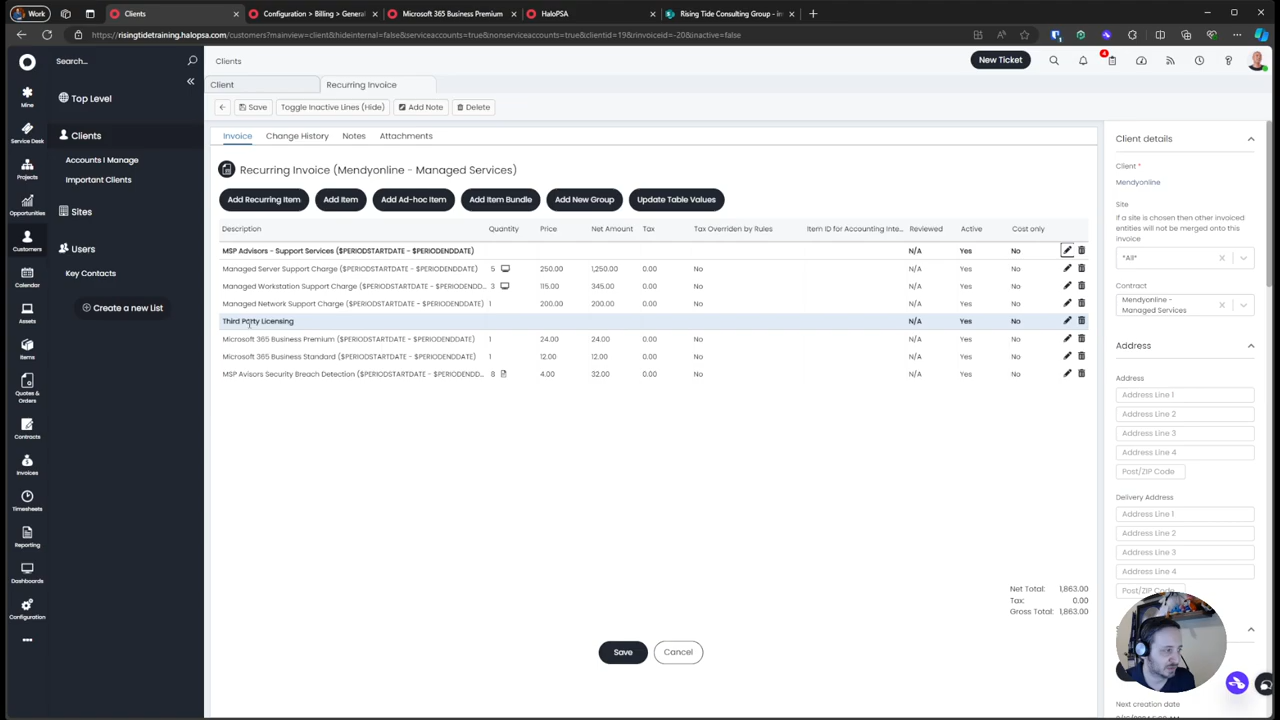 Work
Clients
Configuration > Billing > Genera
Microsoft 365 Business Premium
HaloPSA
Rising Tide Consulting Group - In
https://risingtidetraining.halopsa.com/customers?mainview=client&hideinternal=false&serviceaccounts=true&nonserviceaccounts=true&clientid=19&rinvoiceid=-20&inactive=false
Search...
Clients
New Ticket
4
Mine
Service Desk
Projects
Opportunities
Customers
Calendar
Assets
Items
Quotes & Orders
Contracts
Invoices
Timesheets
Reporting
Dashboards
Configuration
Top Level
Clients
Accounts I Manage
Important Clients
Sites
Users
Key Contacts
Create a new List
Client
Recurring Invoice
Save
Toggle Inactive Lines (Hide)
Add Note
Delete
Invoice
Change History
Notes
Attachments
Recurring Invoice (Mendyonline - Managed Services)
Add Recurring Item
Add Item
Add Ad-hoc Item
Add Item Bundle
Add New Group
Update Table Values
Description Quantity Price Net Amount Tax Tax Overriden by Rules Item ID for Accounting Inte... Reviewed Active Cost only
MSP Advisors - Support Services ($PERIODSTARTDATE - $PERIODENDDATE) N/A Yes No
Managed Server Support Charge ($PERIODSTARTDATE - $PERIODENDDATE) 5 250.00 1,250.00 0.00 No N/A Yes No
Managed Workstation Support Charge ($PERIODSTARTDATE - $PERIODENDD... 3 115.00 345.00 0.00 No N/A Yes No
Managed Network Support Charge ($PERIODSTARTDATE - $PERIODENDDATE) 1 200.00 200.00 0.00 No N/A Yes No
Third Party Licensing N/A Yes No
Microsoft 365 Business Premium ($PERIODSTARTDATE - $PERIODENDDATE) 1 24.00 24.00 0.00 No N/A Yes No
Microsoft 365 Business Standard ($PERIODSTARTDATE - $PERIODENDDATE) 1 12.00 12.00 0.00 No N/A Yes No
MSP Avisors Security Breach Detection ($PERIODSTARTDATE - $PERIODENDD... 8 4.00 32.00 0.00 No N/A Yes No
Net Total: 1,863.00
Tax: 0.00
Gross Total: 1,863.00
Save
Cancel
Client details
Client *
Mendyonline
Site
If a site is chosen then other invoiced
entities will not be merged onto this
invoice
*All*
Contract
Mendyonline -
Managed Services
Address
Address
Address Line 1
Address Line 2
Address Line 3
Address Line 4
Post/ZIP Code
Delivery Address
Address Line 1
Address Line 2
Address Line 3
Address Line 4
Post/ZIP Code
Next creation date